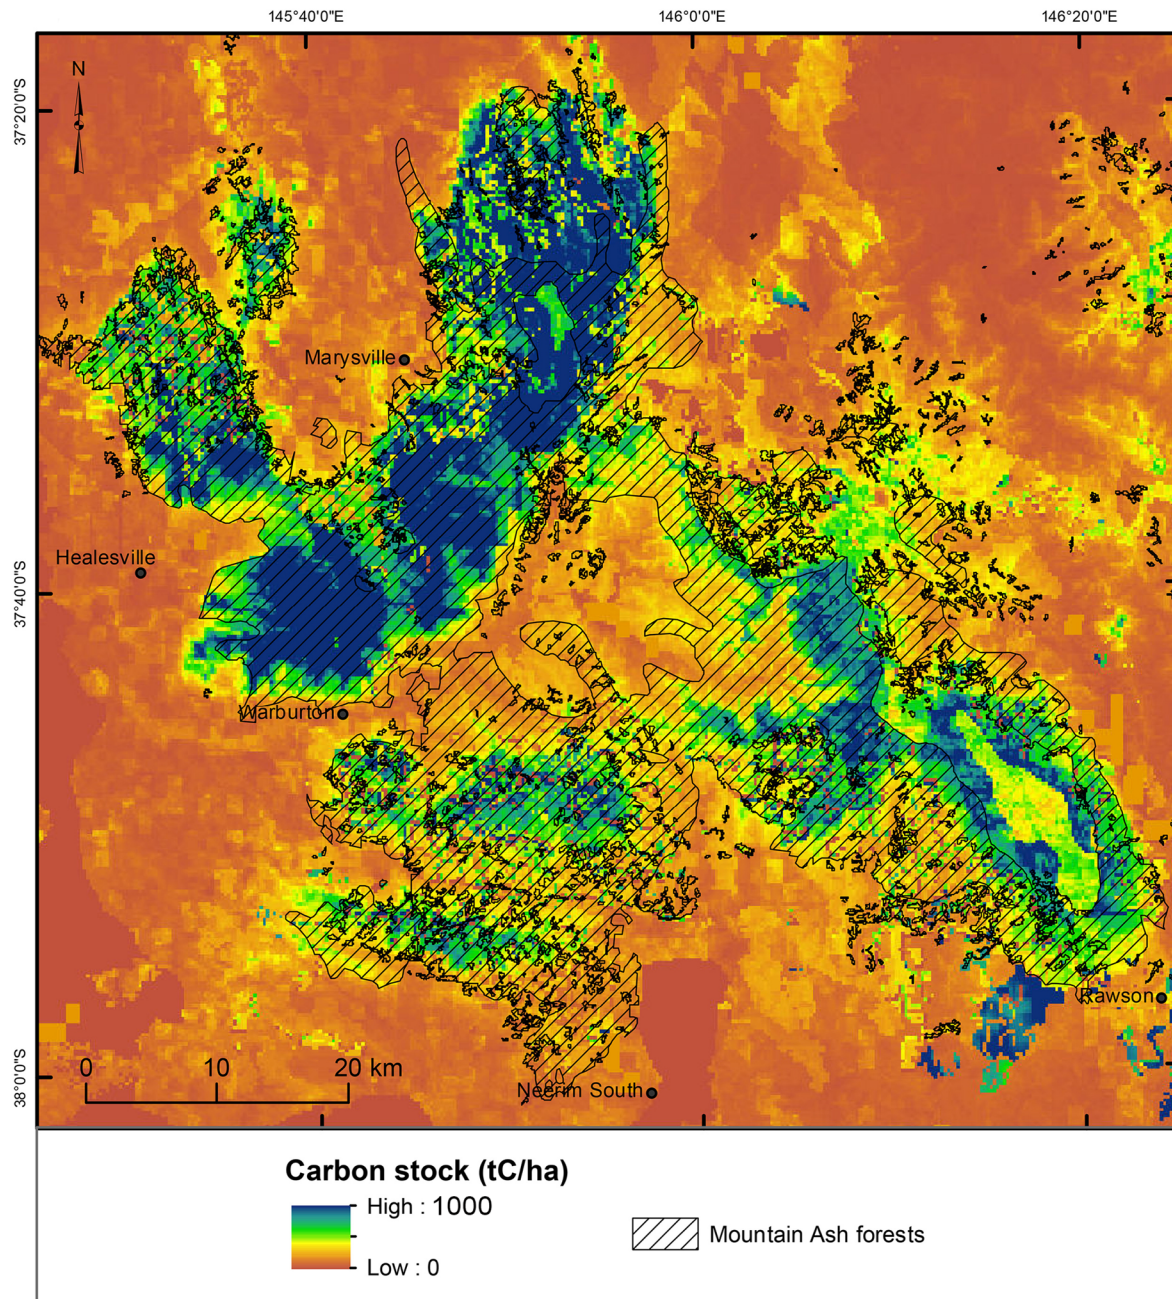 145°40'0"E
146°0'0"E
146°20'0"E
N
37°20'0"S
Marysville
Healesville
37°40'0"S
Warburton
Rawson
38°0'0"S
0 10 20 km
Neerim South
Carbon stock (tC/ha)
High : 1000
Mountain Ash forests
Low : 0